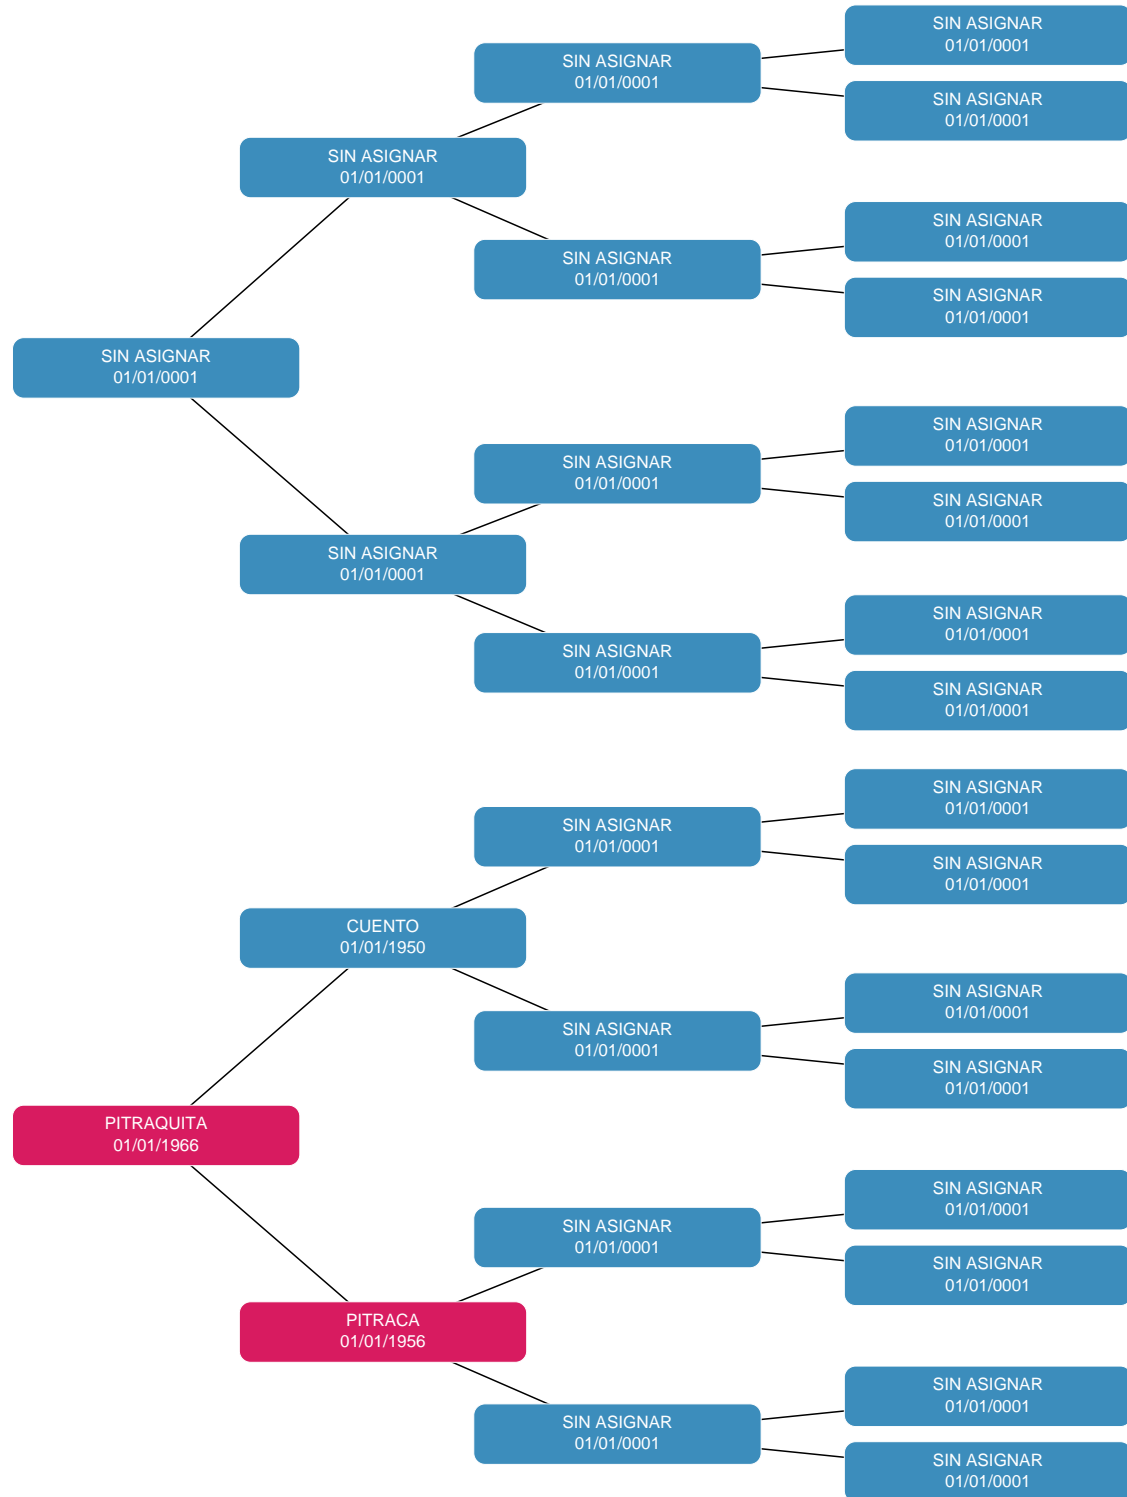 SIN ASIGNAR
01/01/0001
SIN ASIGNAR
01/01/0001
SIN ASIGNAR
01/01/0001
SIN ASIGNAR
01/01/0001
SIN ASIGNAR
01/01/0001
SIN ASIGNAR
01/01/0001
SIN ASIGNAR
01/01/0001
SIN ASIGNAR
01/01/0001
SIN ASIGNAR
01/01/0001
SIN ASIGNAR
01/01/0001
SIN ASIGNAR
01/01/0001
SIN ASIGNAR
01/01/0001
SIN ASIGNAR
01/01/0001
SIN ASIGNAR
01/01/0001
SIN ASIGNAR
01/01/0001
SIN ASIGNAR
01/01/0001
SIN ASIGNAR
01/01/0001
SIN ASIGNAR
01/01/0001
CUENTO
01/01/1950
SIN ASIGNAR
01/01/0001
SIN ASIGNAR
01/01/0001
SIN ASIGNAR
01/01/0001
PITRAQUITA
01/01/1966
SIN ASIGNAR
01/01/0001
SIN ASIGNAR
01/01/0001
SIN ASIGNAR
01/01/0001
PITRACA
01/01/1956
SIN ASIGNAR
01/01/0001
SIN ASIGNAR
01/01/0001
SIN ASIGNAR
01/01/0001